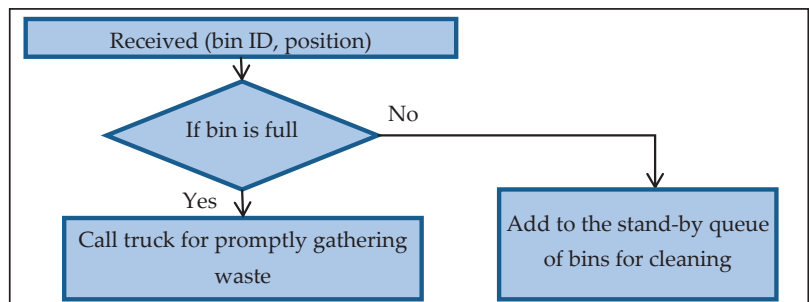 Received (bin ID, position)
If bin is full
No
Yes
Call truck for promptly gathering
waste
Add to the stand-by queue
of bins for cleaning